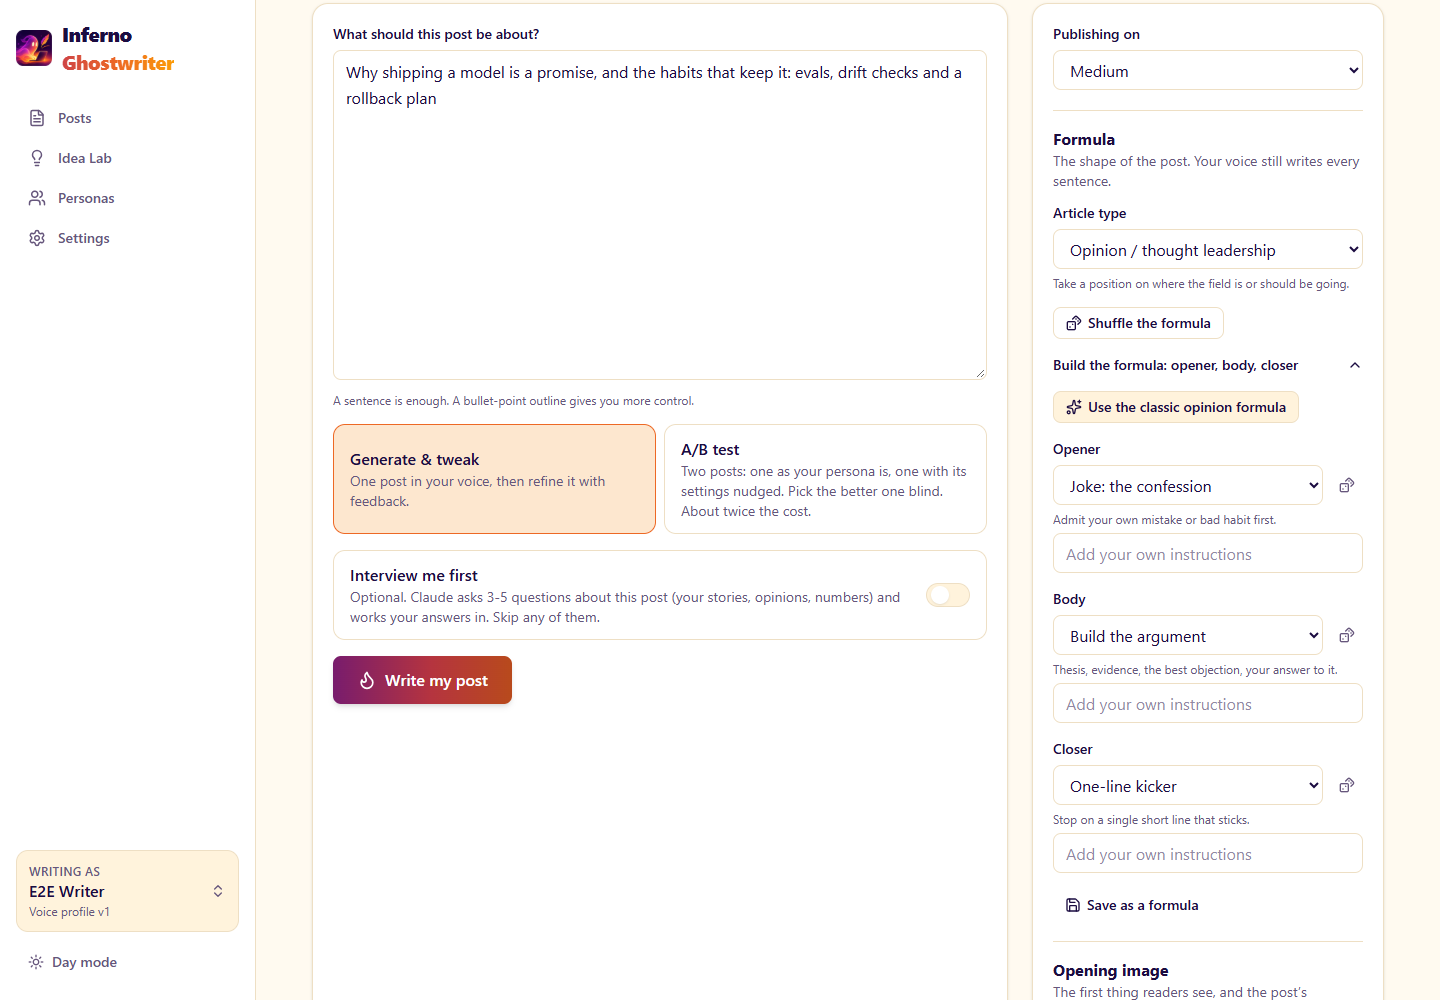 Inferno
Ghostwriter
Posts
Idea Lab
Personas
Settings
WRITING AS
E2E Writer
Voice profile v1
Day mode
What should this post be about?
Why shipping a model is a promise, and the habits that keep it: evals, drift checks and a
rollback plan
A sentence is enough. A bullet-point outline gives you more control.
Generate & tweak
One post in your voice, then refine it with
feedback.
A/B test
Two posts: one as your persona is, one with its
settings nudged. Pick the better one blind.
About twice the cost.
Interview me first
Optional. Claude asks 3-5 questions about this post (your stories, opinions, numbers) and
works your answers in. Skip any of them.
Write my post
Publishing on
Medium
Formula
The shape of the post. Your voice still writes every
sentence.
Article type
Opinion / thought leadership
Take a position on where the field is or should be going.
Shuffle the formula
Build the formula: opener, body, closer
Use the classic opinion formula
Opener
Joke: the confession
Admit your own mistake or bad habit first.
Add your own instructions
Body
Build the argument
Thesis, evidence, the best objection, your answer to it.
Add your own instructions
Closer
One-line kicker
Stop on a single short line that sticks.
Add your own instructions
Save as a formula
Opening image
The first thing readers see, and the post's